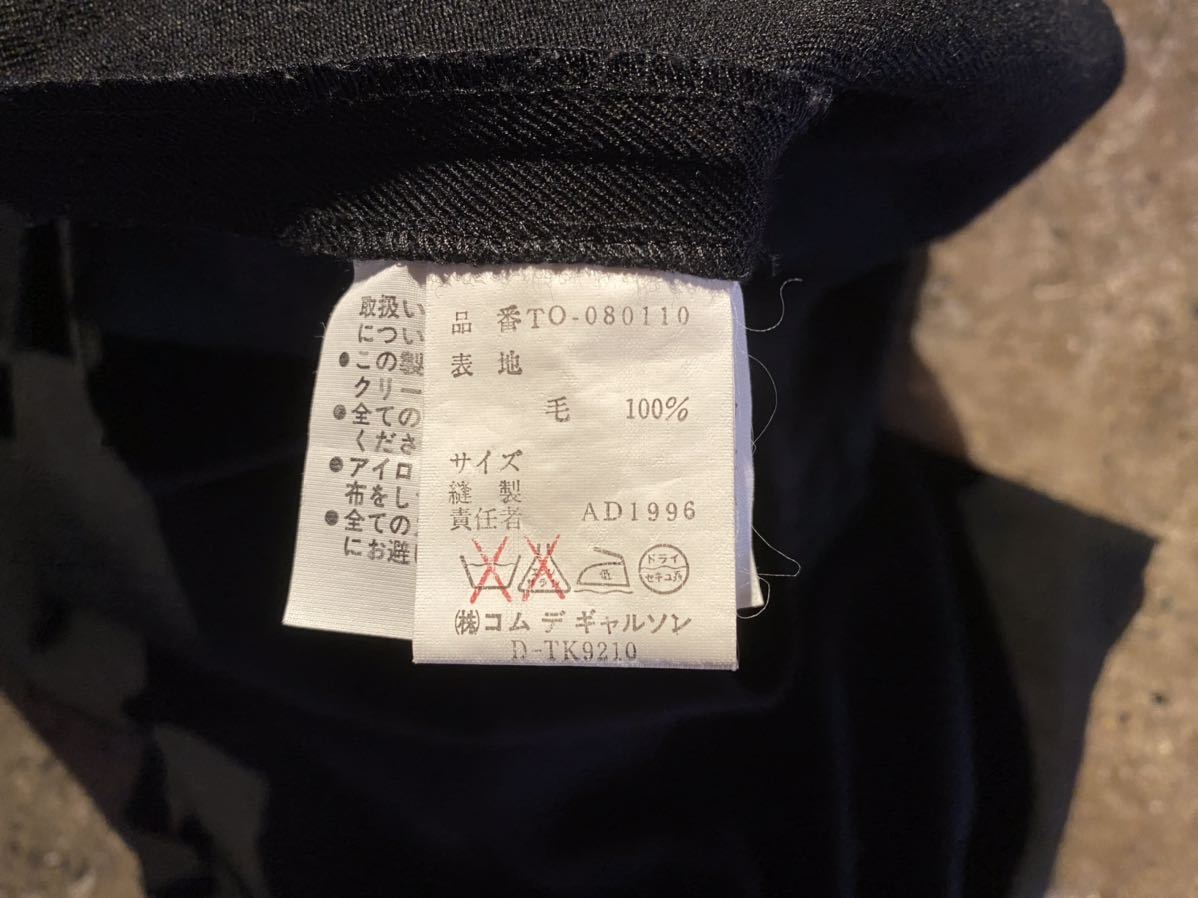 取扱い
につい
●この製
クリー
●全ての
くださ
●アイロ
布をし
●全ての
にお避
品 番TO-080110
表 地
毛 100%
サイズ
縫 製
責任者 AD1996
低 ドライ
セキユ系
(株)コム デ ギャルソン
D-TK9210